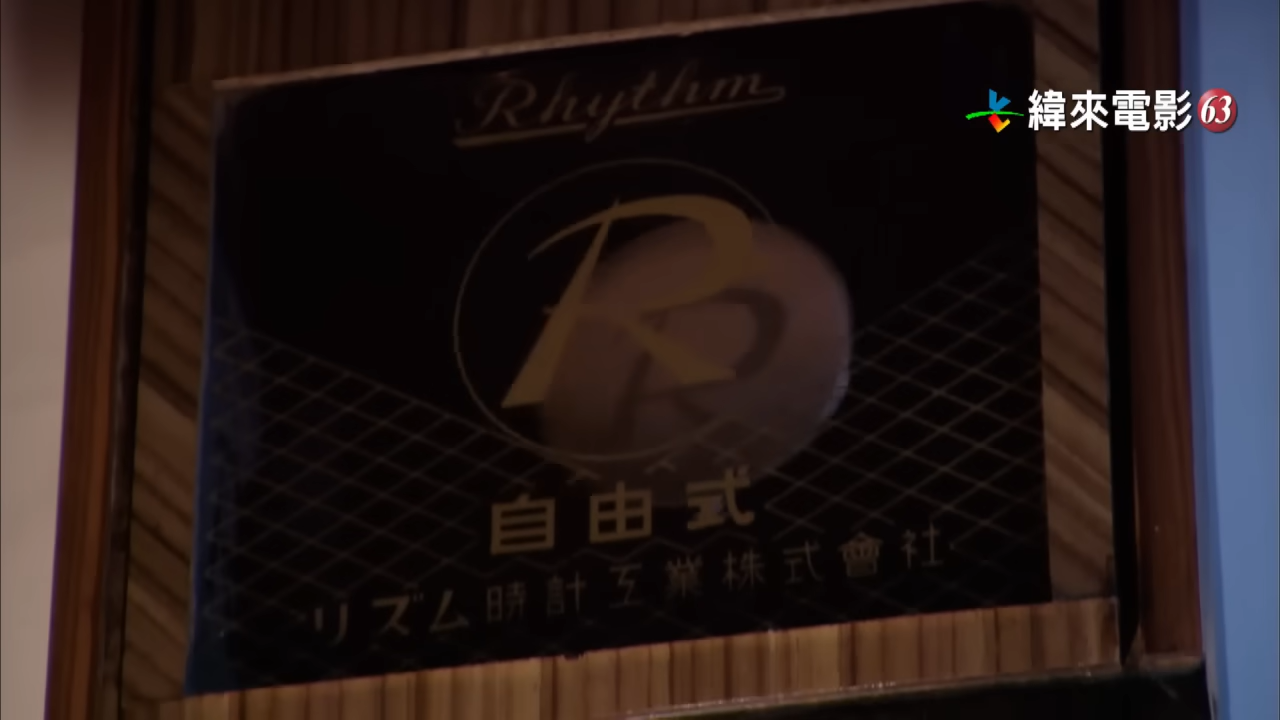 Rhythm
緯來電影63
R
自由式
リズム時計工業株式會社